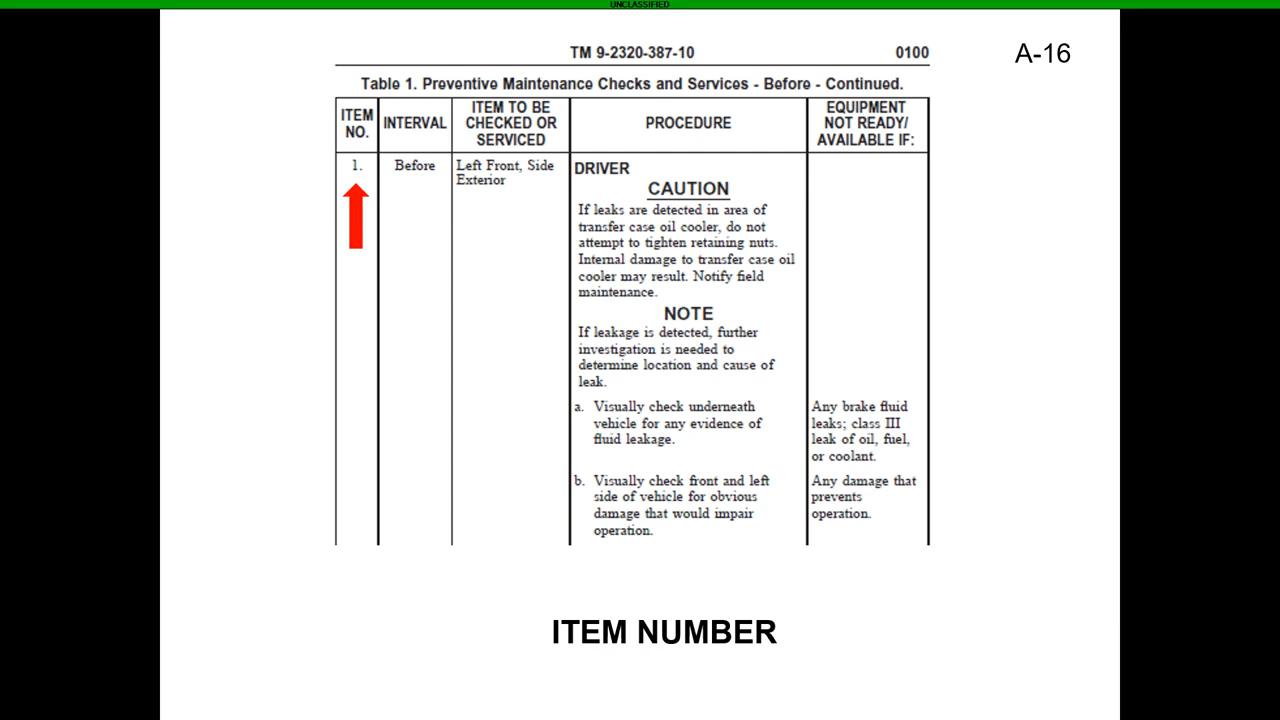 UNCLASSIFIED
TM 9-2320-387-10
0100
A-16
Table 1. Preventive Maintenance Checks and Services - Before - Continued.
ITEM
NO.
INTERVAL
ITEM TO BE
CHECKED OR
SERVICED
PROCEDURE
EQUIPMENT
NOT READY/
AVAILABLE IF:
1.
Before
Left Front, Side
Exterior
DRIVER
CAUTION
If leaks are detected in area of
transfer case oil cooler, do not
attempt to tighten retaining nuts.
Internal damage to transfer case oil
cooler may result. Notify field
maintenance.
NOTE
If leakage is detected, further
investigation is needed to
determine location and cause of
leak.
a. Visually check underneath
vehicle for any evidence of
fluid leakage.
Any brake fluid
leaks; class III
leak of oil, fuel,
or coolant.
b. Visually check front and left
side of vehicle for obvious
damage that would impair
operation.
Any damage that
prevents
operation.
ITEM NUMBER